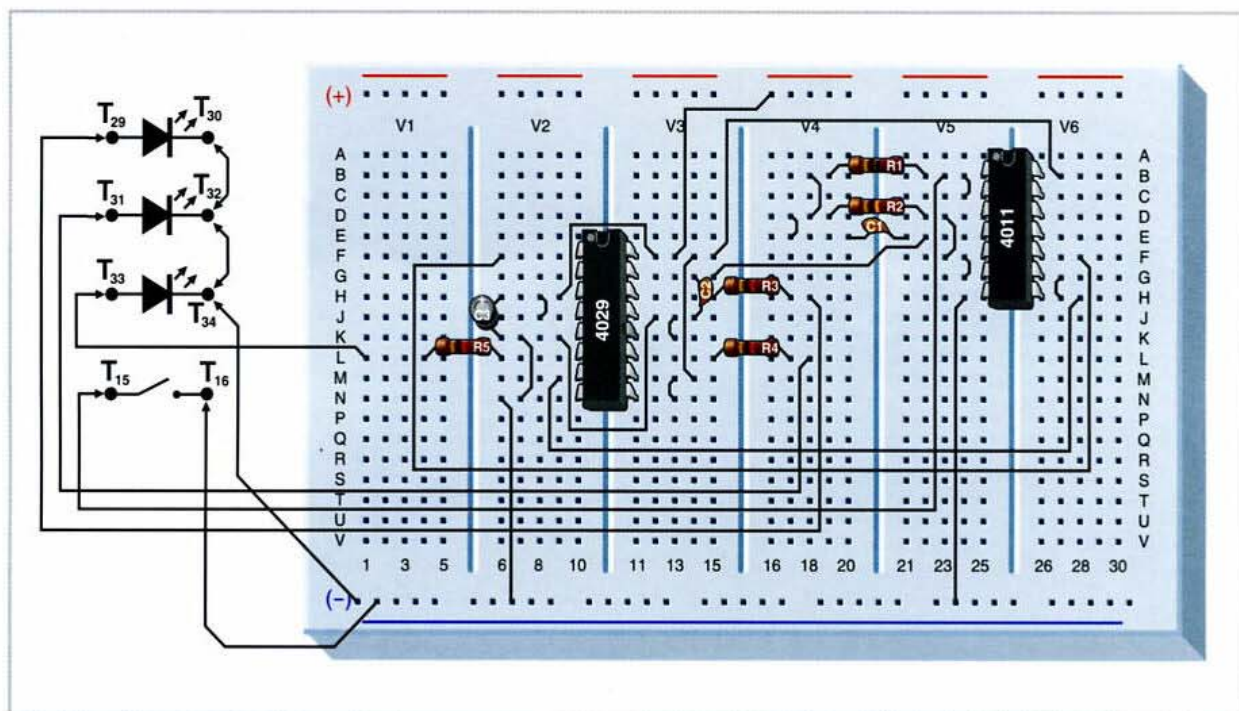 (+)
V1 V2 V3 V4 V5 V6
T29 T30
T31 T32
T33 T34
T15 T16
A A
B B
C C
D D
E E
F F
G G
H H
J J
K K
L L
M M
N N
P P
Q Q
R R
S S
T T
U U
V V
R1
R2
C1
C2
R3
R4
C3
R5
4029
4011
1 3 5 6 8 10 11 13 15 16 18 20 21 23 25 26 28 30
(-)